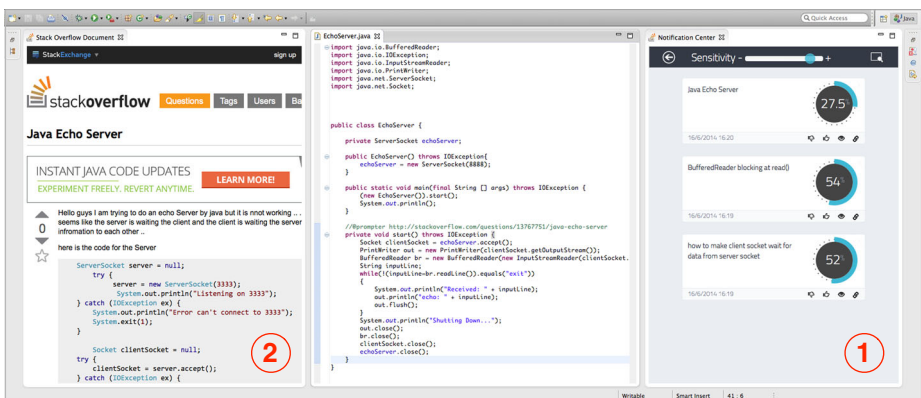 Quick Access
Java
Stack Overflow Document
StackExchange
sign up
stackoverflow
Questions
Tags
Users
Ba
Java Echo Server
INSTANT JAVA CODE UPDATES
EXPERIMENT FREELY. REVERT ANYTIME.
LEARN MORE!
Hello guys I am trying to do an echo Server by java but it is nnot working .. .
seems like the server is waiting the client and the client is waiting the server
infromation to each other ..
0
here is the code for the Server
ServerSocket server = null;
try {
server = new ServerSocket(3333);
System.out.println("Listening on 3333");
} catch (IOException ex) {
System.out.println("Error can't connect to 3333");
System.exit(1);
}
Socket clientSocket = null;
try {
clientSocket = server.accept();
} catch (IOException ex) {
2
EchoServer.java
import java.io.BufferedReader;
import java.io.IOException;
import java.io.InputStreamReader;
import java.io.PrintWriter;
import java.net.ServerSocket;
import java.net.Socket;
public class EchoServer {
private ServerSocket echoServer;
public EchoServer() throws IOException{
echoServer = new ServerSocket(8888);
}
public static void main(final String [] args) throws IOException {
(new EchoServer()).start();
System.out.println();
}
//@prompter http://stackoverflow.com/questions/13767751/java-echo-server
private void start() throws IOException {
Socket clientSocket = echoServer.accept();
PrintWriter out = new PrintWriter(clientSocket.getOutputStream());
BufferedReader br = new BufferedReader(new InputStreamReader(clientSocket.
String inputLine;
while(!(inputLine=br.readLine()).equals("exit"))
{
System.out.println("Received: " + inputLine);
out.println("echo: " + inputLine);
out.flush();
}
System.out.println("Shutting Down...");
out.close();
br.close();
clientSocket.close();
echoServer.close();
}
}
Notification Center
Sensitivity - +
Java Echo Server
27.5
16/6/2014 16:20
BufferedReader blocking at read()
54
16/6/2014 16:19
how to make client socket wait for
data from server socket
52
16/6/2014 16:19
1
Writable
Smart Insert
41 : 6